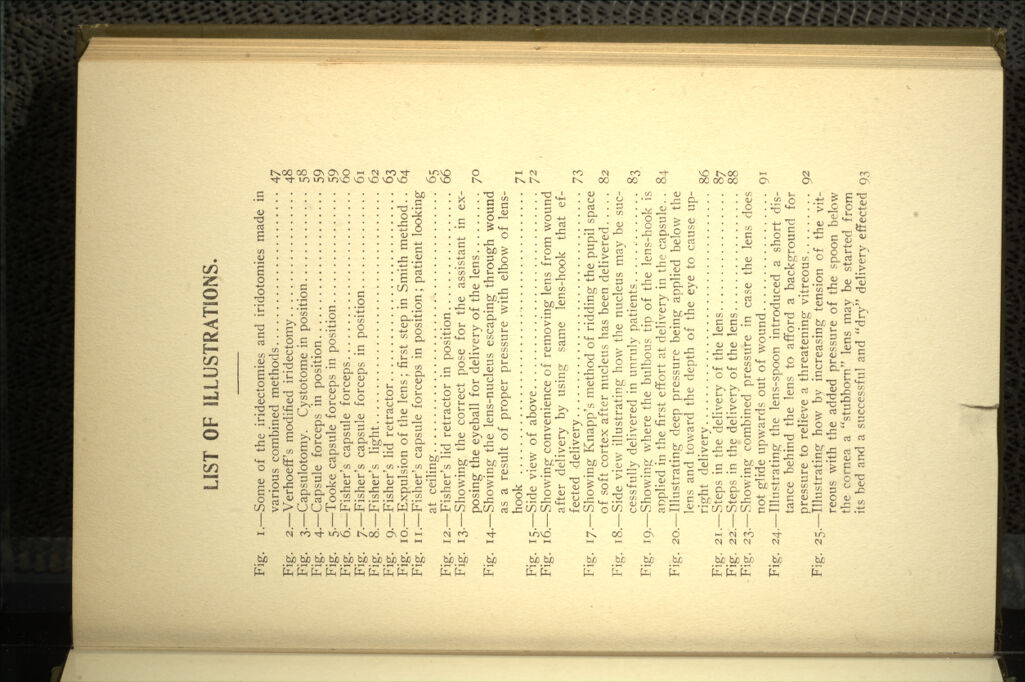 LIST OF ILLUSTRATIONS.
Fig. 1.—Some of the iridectomies and iridotomies made in
various combined methods.................... 47
Fig. 2.—Verhoeff's modified iridectomy.................... 48
Fig. 3.—Capsulotomy. Cystotome in position.................... 58
Fig. 4.—Capsule forceps in position.................... 59
Fig. 5.—Tooke capsule forceps in position.................... 59
Fig. 6.—Fisher's capsule forceps.................... 60
Fig. 7.—Fisher's capsule forceps in position.................... 61
Fig. 8.—Fisher's light.................... 62
Fig. 9.—Fisher's lid retractor.................... 63
Fig. 10.—Expulsion of the lens; first step in Smith method.. 64
Fig. 11.—Fisher's capsule forceps in position; patient looking
at ceiling.................... 65
Fig. 12.—Fisher's lid retractor in position.................... 66
Fig. 13.—Showing the correct pose for the assistant in ex-
posing the eyeball for delivery of the lens........ 70
Fig. 14.—Showing the lens-nucleus escaping through wound
as a result of proper pressure with elbow of lens-
hook .................... 71
Fig. 15.—Side view of above.................... 72
Fig. 16.—Showing convenience of removing lens from wound
after delivery by using same lens-hook that ef-
fected delivery.................... 73
Fig. 17.—Showing Knapp's method of ridding the pupil space
of soft cortex after nucleus has been delivered...... 82
Fig. 18.—Side view illustrating how the nucleus may be suc-
cessfully delivered in unruly patients............ 83
Fig. 19.—Showing where the bulbous tip of the lens-hook is
applied in the first effort at delivery in the capsule.. 84
Fig. 20.—Illustrating deep pressure being applied below the
lens and toward the depth of the eye to cause up-
right delivery.................... 86
Fig. 21.—Steps in the delivery of the lens.................... 87
Fig. 22.—Steps in the delivery of the lens.................... 88
Fig. 23.—Showing combined pressure in case the lens does
not glide upwards out of wound.................... 91
Fig. 24.—Illustrating the lens-spoon introduced a short dis-
tance behind the lens to afford a background for
pressure to relieve a threatening vitreous.......... 92
Fig. 25.—Illustrating how by increasing tension of the vit-
reous with the added pressure of the spoon below
the cornea a "stubborn" lens may be started from
its bed and a successful and "dry" delivery effected 93